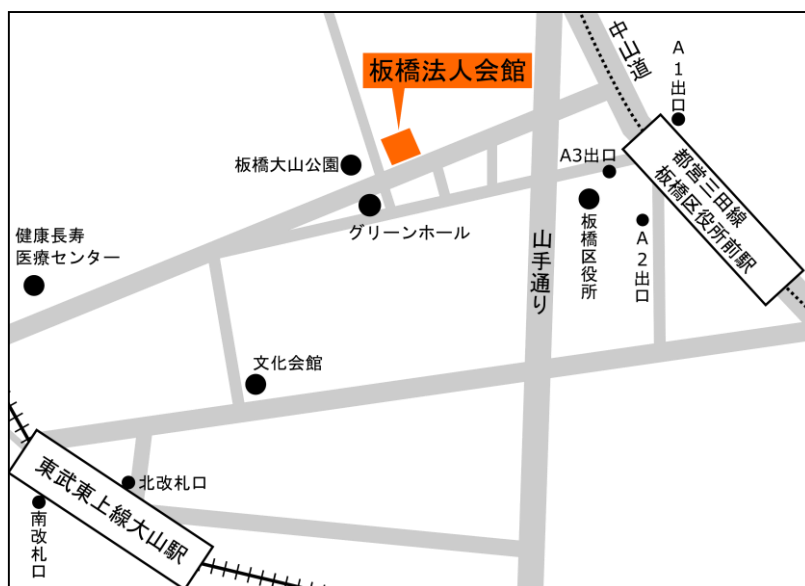 中山道
A1出口
板橋法人会館
板橋大山公園
A3出口
都営三田線
板橋区役所前駅
グリーンホール
健康長寿
医療センター
山手通り
板橋区役所
A2出口
文化会館
東武東上線大山駅
北改札口
南改札口